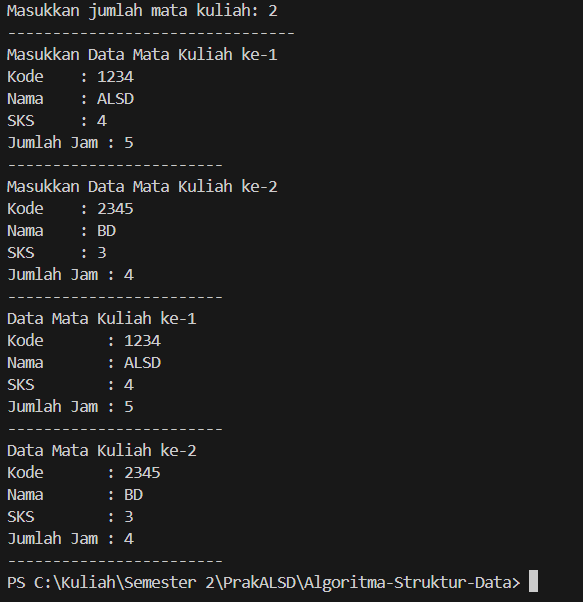 Masukkan jumlah mata kuliah: 2
--------------------------------
Masukkan Data Mata Kuliah ke-1
Kode    : 1234
Nama    : ALSD
SKS     : 4
Jumlah Jam : 5
------------------------
Masukkan Data Mata Kuliah ke-2
Kode    : 2345
Nama    : BD
SKS     : 3
Jumlah Jam : 4
------------------------
Data Mata Kuliah ke-1
Kode       : 1234
Nama       : ALSD
SKS        : 4
Jumlah Jam : 5
------------------------
Data Mata Kuliah ke-2
Kode       : 2345
Nama       : BD
SKS        : 3
Jumlah Jam : 4
------------------------
PS C:\Kuliah\Semester 2\PrakALSD\Algoritma-Struktur-Data>